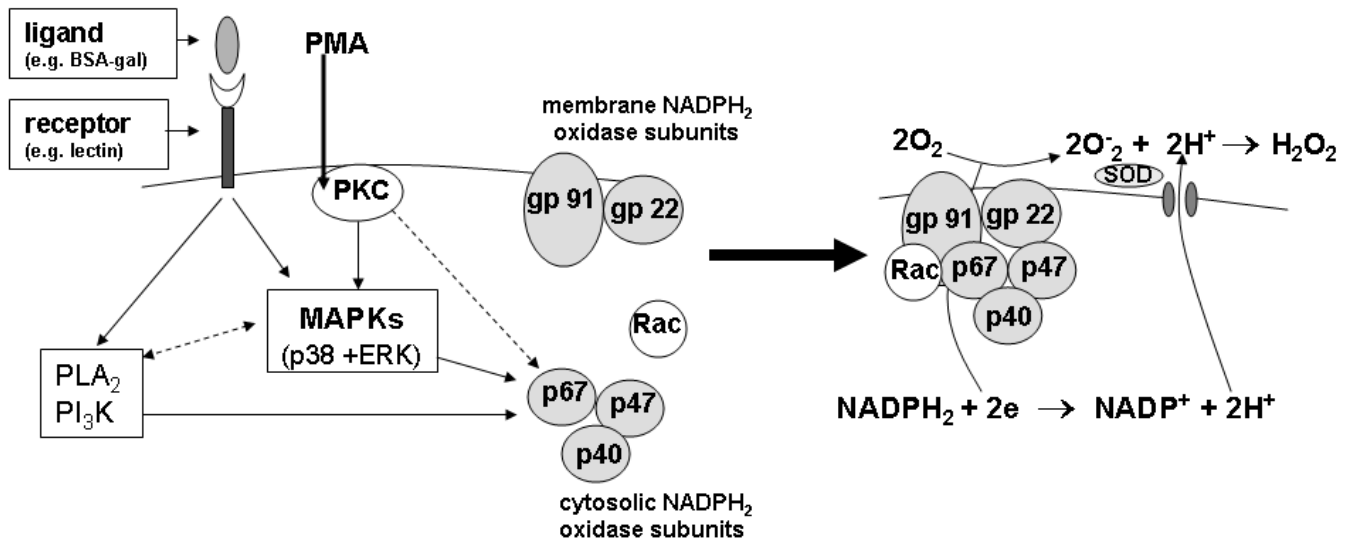 ligand
(e.g. BSA-gal)
receptor
(e.g. lectin)
PMA
PKC
MAPKs
(p38 +ERK)
PLA₂
PI₃K
membrane NADPH₂
oxidase subunits
gp 91
gp 22
Rac
p67
p47
p40
cytosolic NADPH₂
oxidase subunits
2O₂
2O⁻₂ + 2H⁺ → H₂O₂
SOD
gp 91
gp 22
Rac
p67
p47
p40
NADPH₂ + 2e → NADP⁺ + 2H⁺